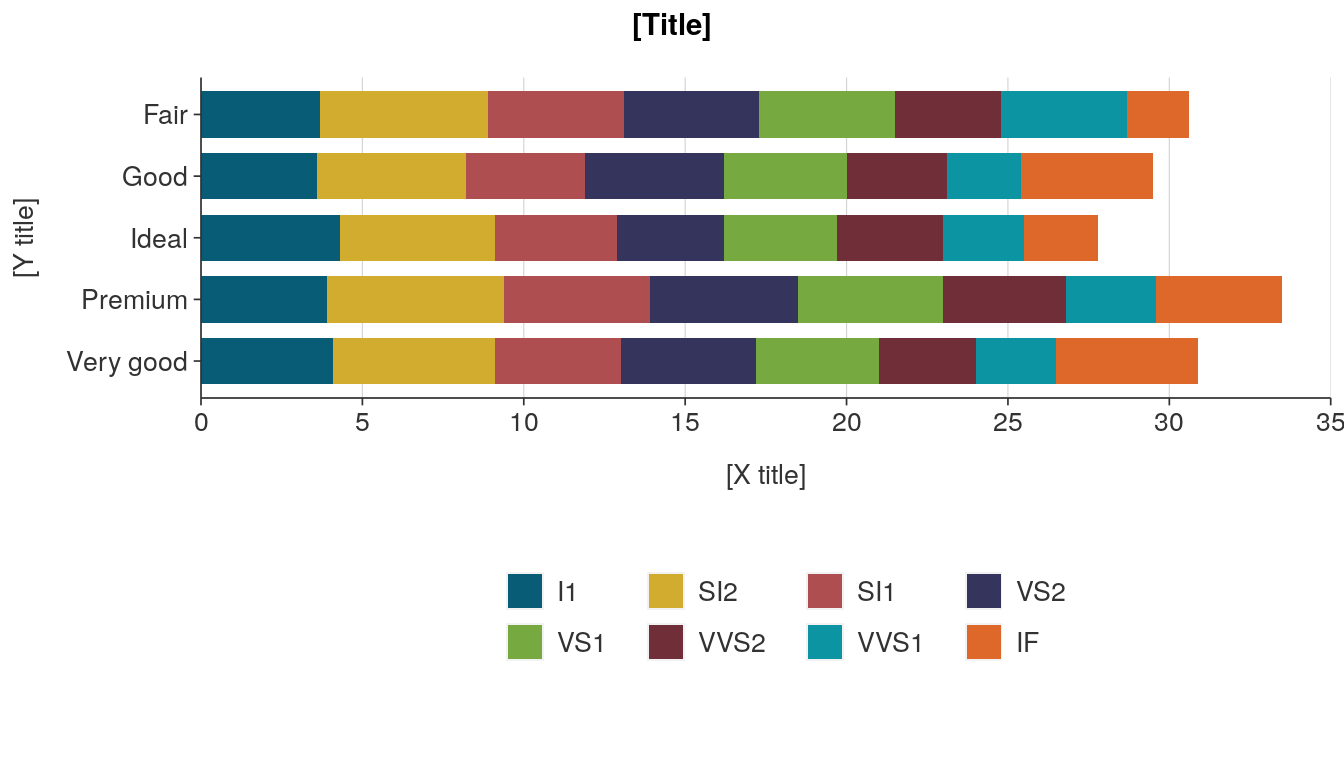 [Title]
Fair
Good
Ideal
Premium
Very good
[Y title]
0 5 10 15 20 25 30 35
[X title]
I1 SI2 SI1 VS2
VS1 VVS2 VVS1 IF